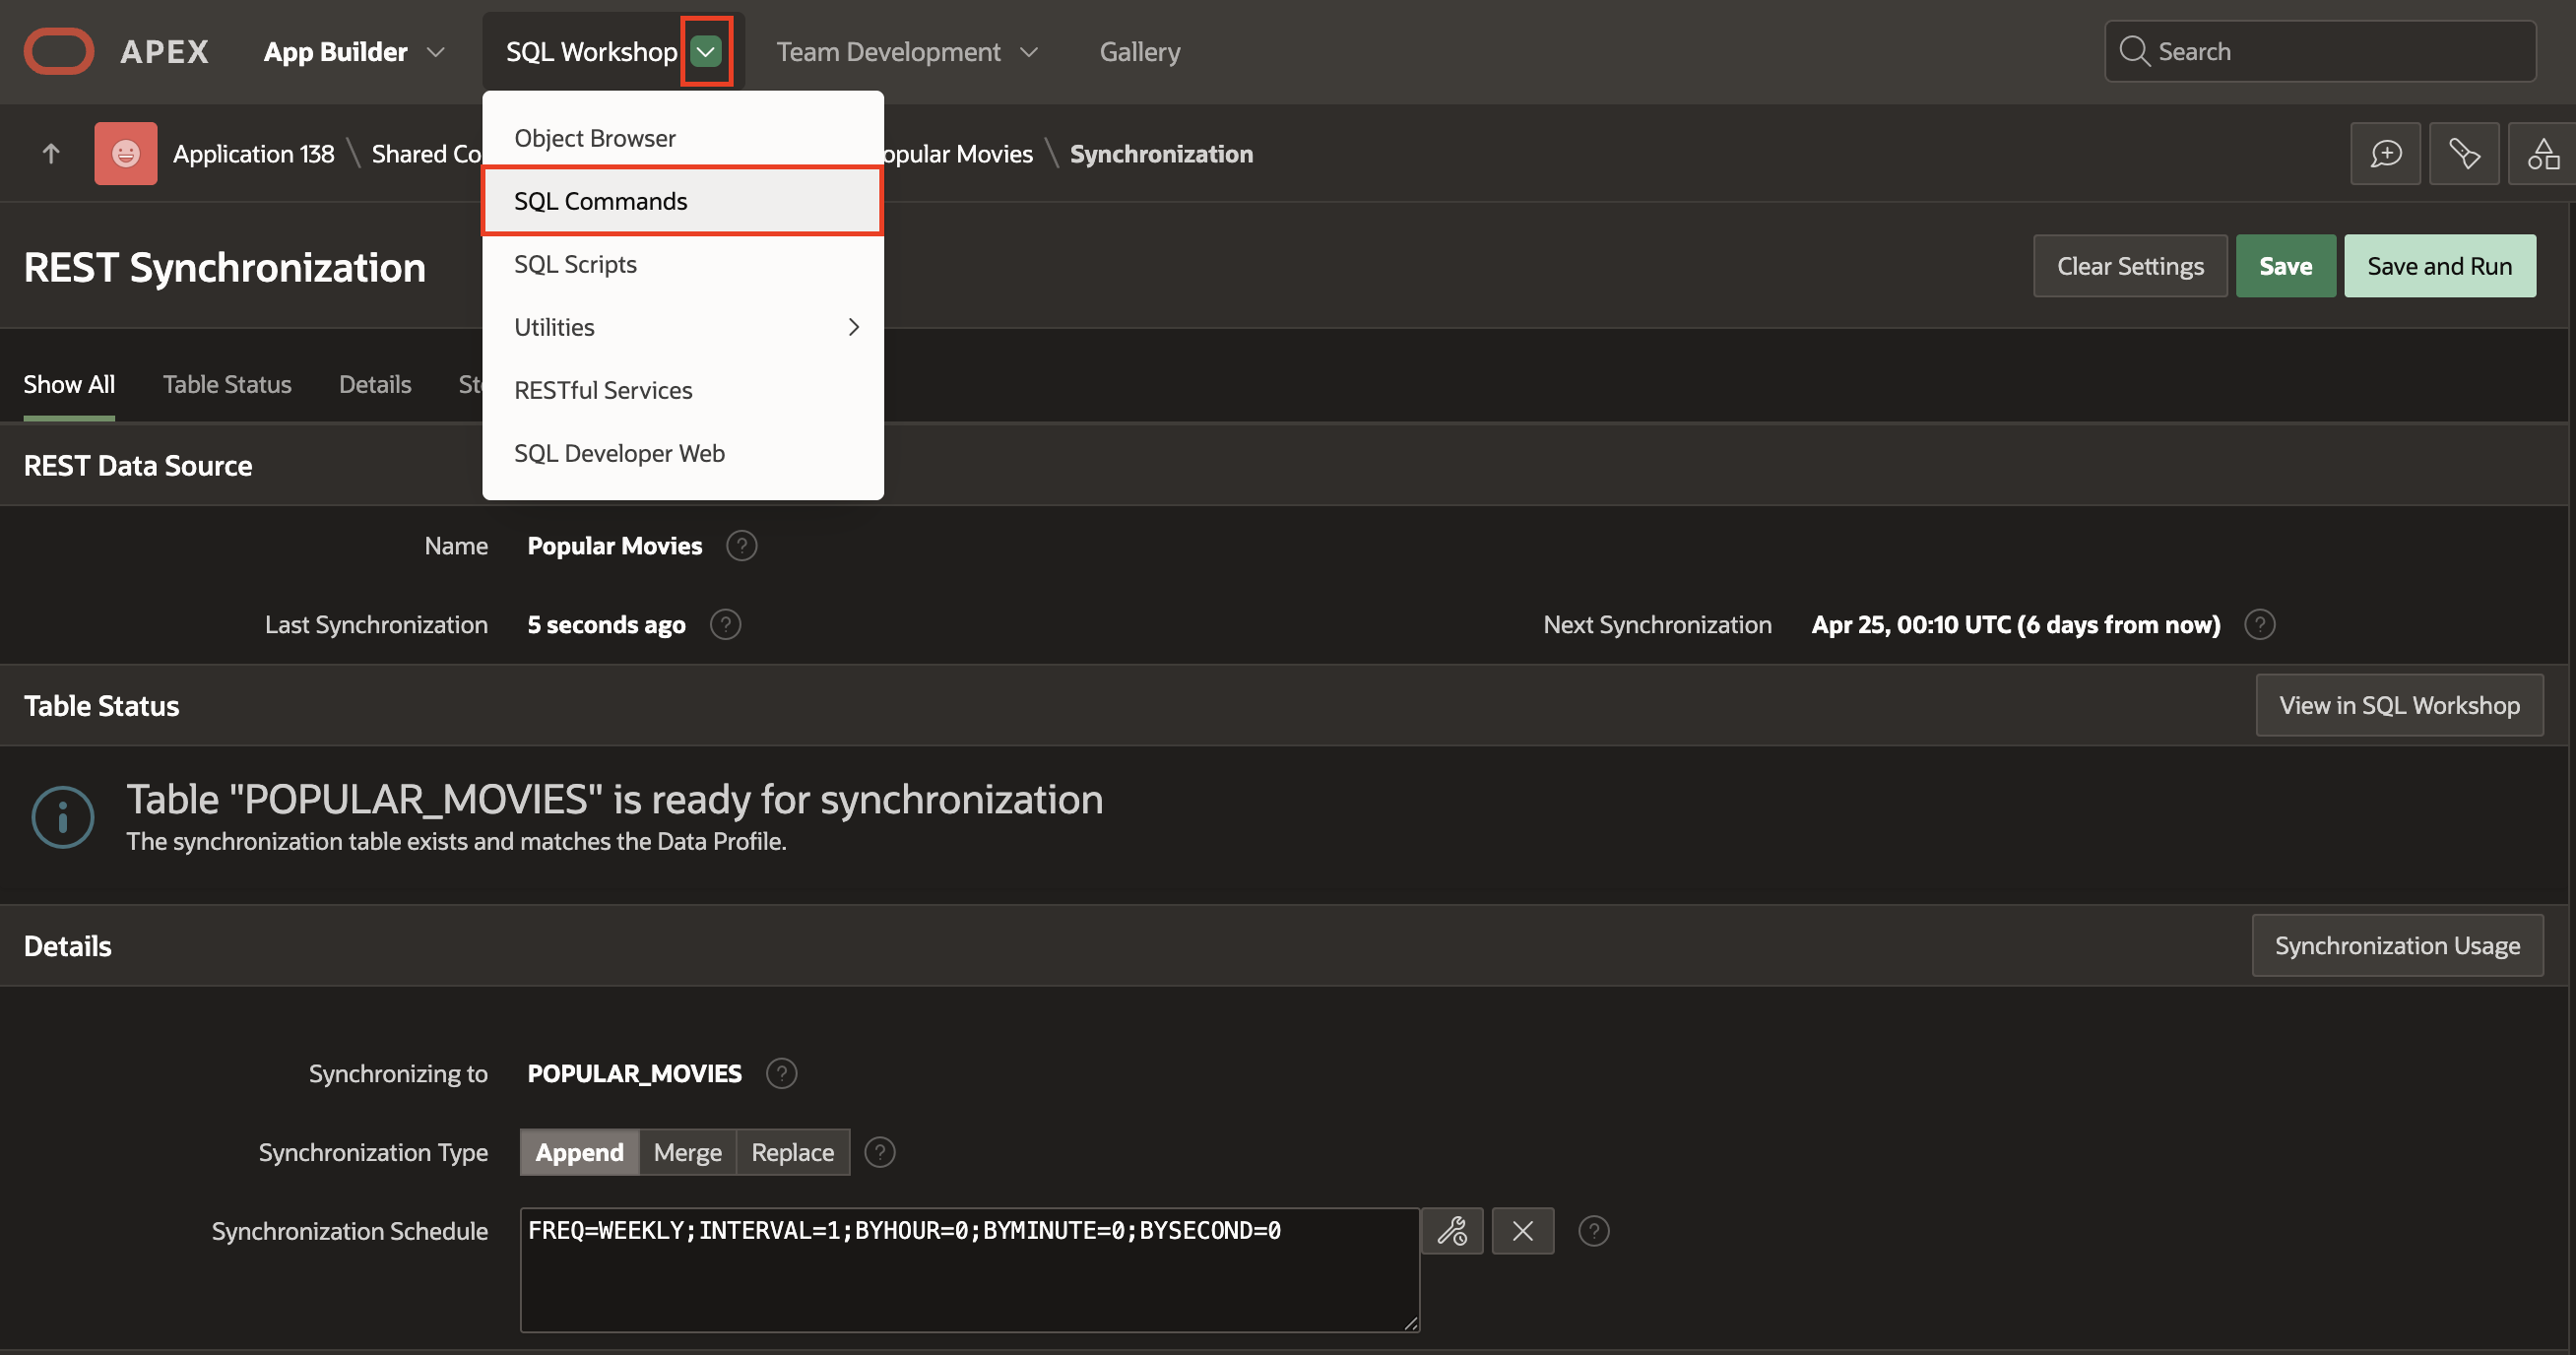 APEX App Builder SQL Workshop Team Development Gallery Search
Object Browser
Application 138 \ Shared Co opular Movies \ Synchronization
SQL Commands
REST Synchronization
SQL Scripts
Clear Settings Save Save and Run
Utilities
Show All Table Status Details St
RESTful Services
SQL Developer Web
REST Data Source
Name Popular Movies ?
Last Synchronization 5 seconds ago ? Next Synchronization Apr 25, 00:10 UTC (6 days from now) ?
Table Status View in SQL Workshop
Table "POPULAR_MOVIES" is ready for synchronization
The synchronization table exists and matches the Data Profile.
Details Synchronization Usage
Synchronizing to POPULAR_MOVIES ?
Synchronization Type Append Merge Replace ?
Synchronization Schedule FREQ=WEEKLY;INTERVAL=1;BYHOUR=0;BYMINUTE=0;BYSECOND=0 ?